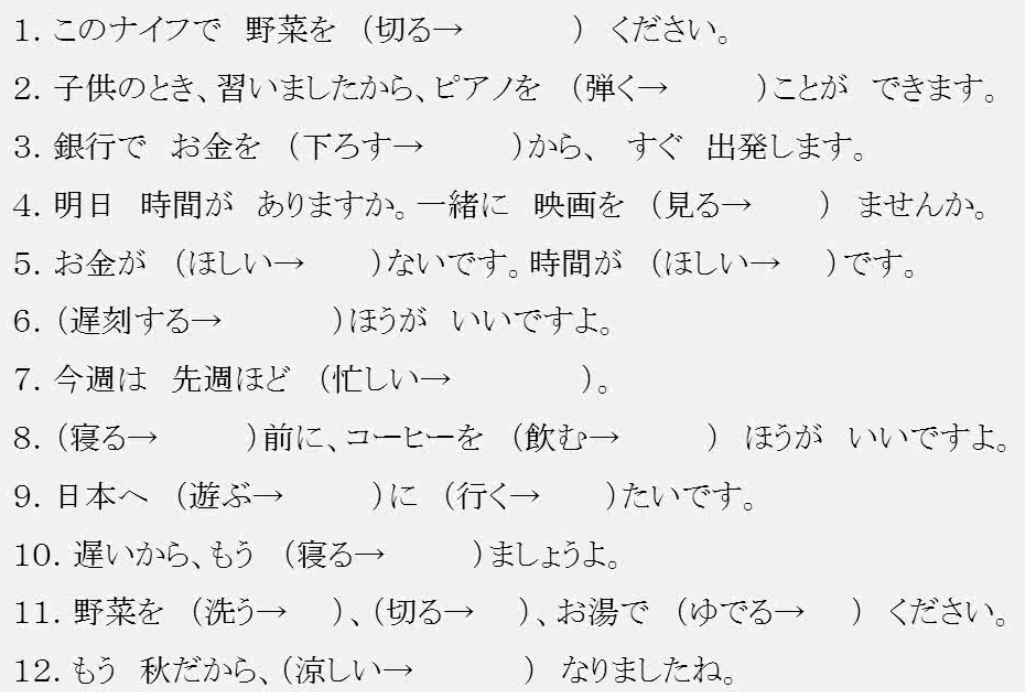 1. このナイフで　野菜を　(切る→　　　　)　ください。
2. 子供のとき、習いましたから、ピアノを　(弾く→　　　)ことが　できます。
3. 銀行で　お金を　(下ろす→　　　)から、　すぐ　出発します。
4. 明日　時間が　ありますか。一緒に　映画を　(見る→　　)　ませんか。
5. お金が　(ほしい→　　)ないです。時間が　(ほしい→　)です。
6. (遅刻する→　　　　)ほうが　いいですよ。
7. 今週は　先週ほど　(忙しい→　　　　)。
8. (寝る→　　　)前に、コーヒーを　(飲む→　　　)　ほうが　いいですよ。
9. 日本へ　(遊ぶ→　　　)に　(行く→　　)たいです。
10. 遅いから、もう　(寝る→　　　)ましょうよ。
11. 野菜を　(洗う→　)、(切る→　)、お湯で　(ゆでる→　)　ください。
12. もう　秋だから、(涼しい→　　　　)　なりましたね。